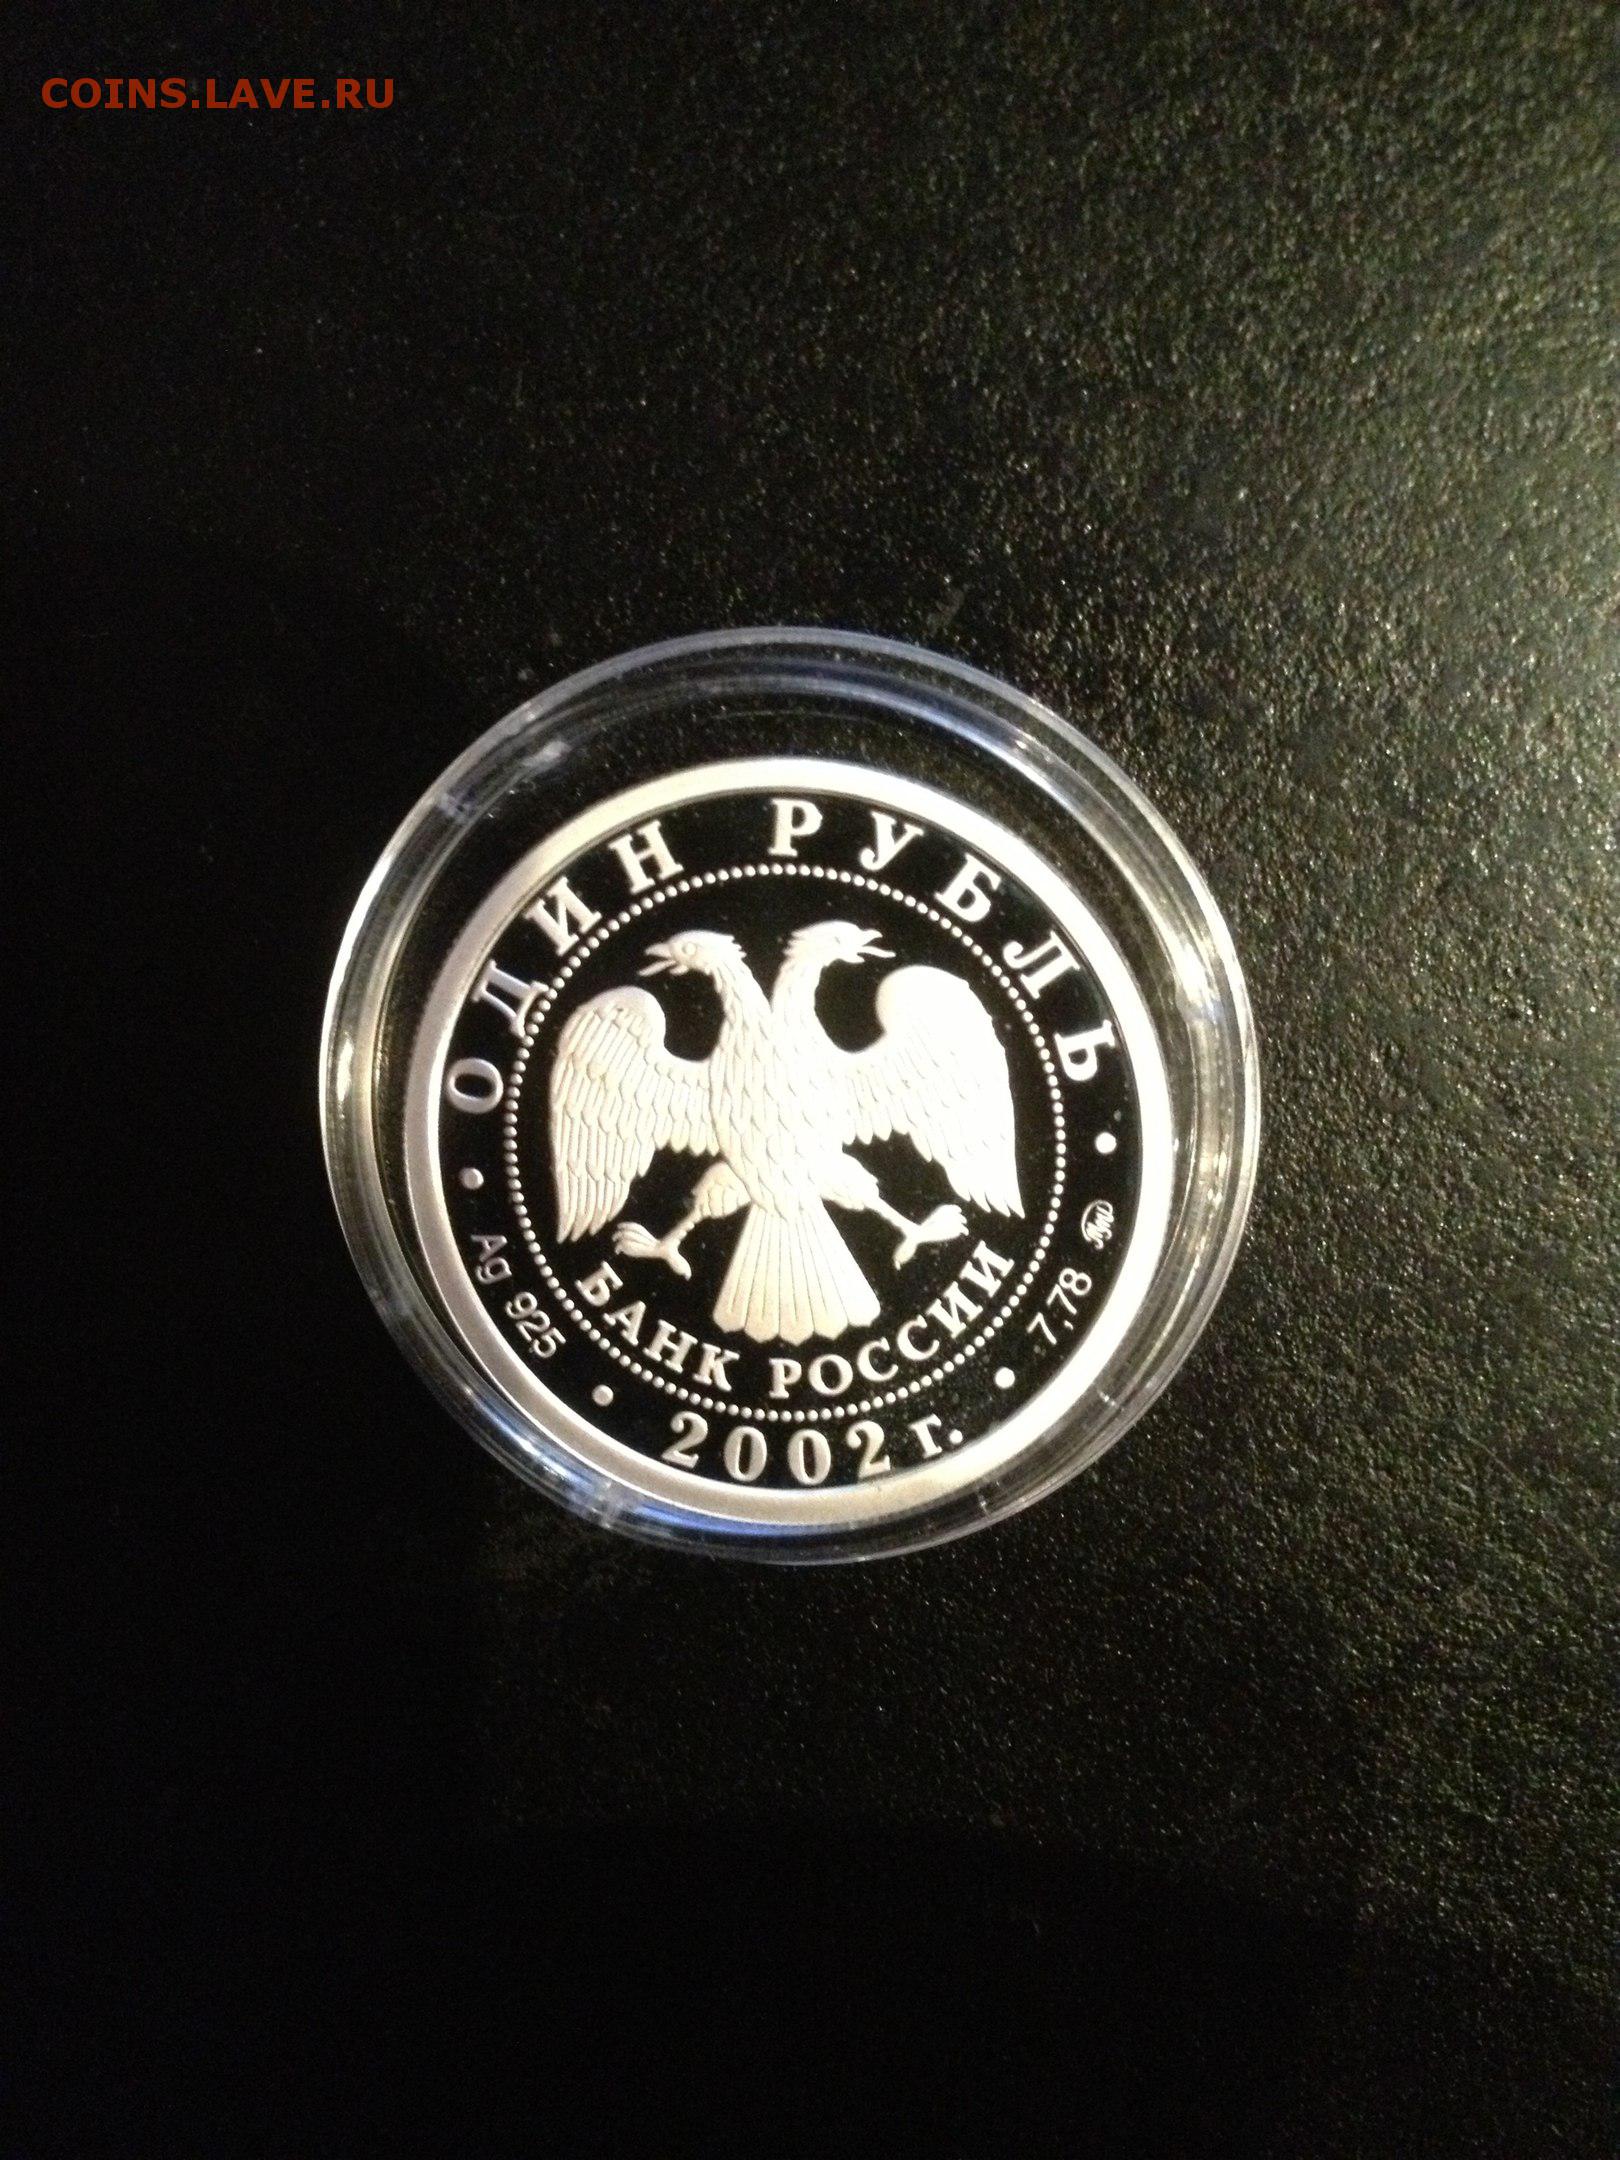 COINS.LAVE.RU
ОДИН РУБЛЬ
БАНК РОССИИ
Ag 925
• 2002 г. •
7,78